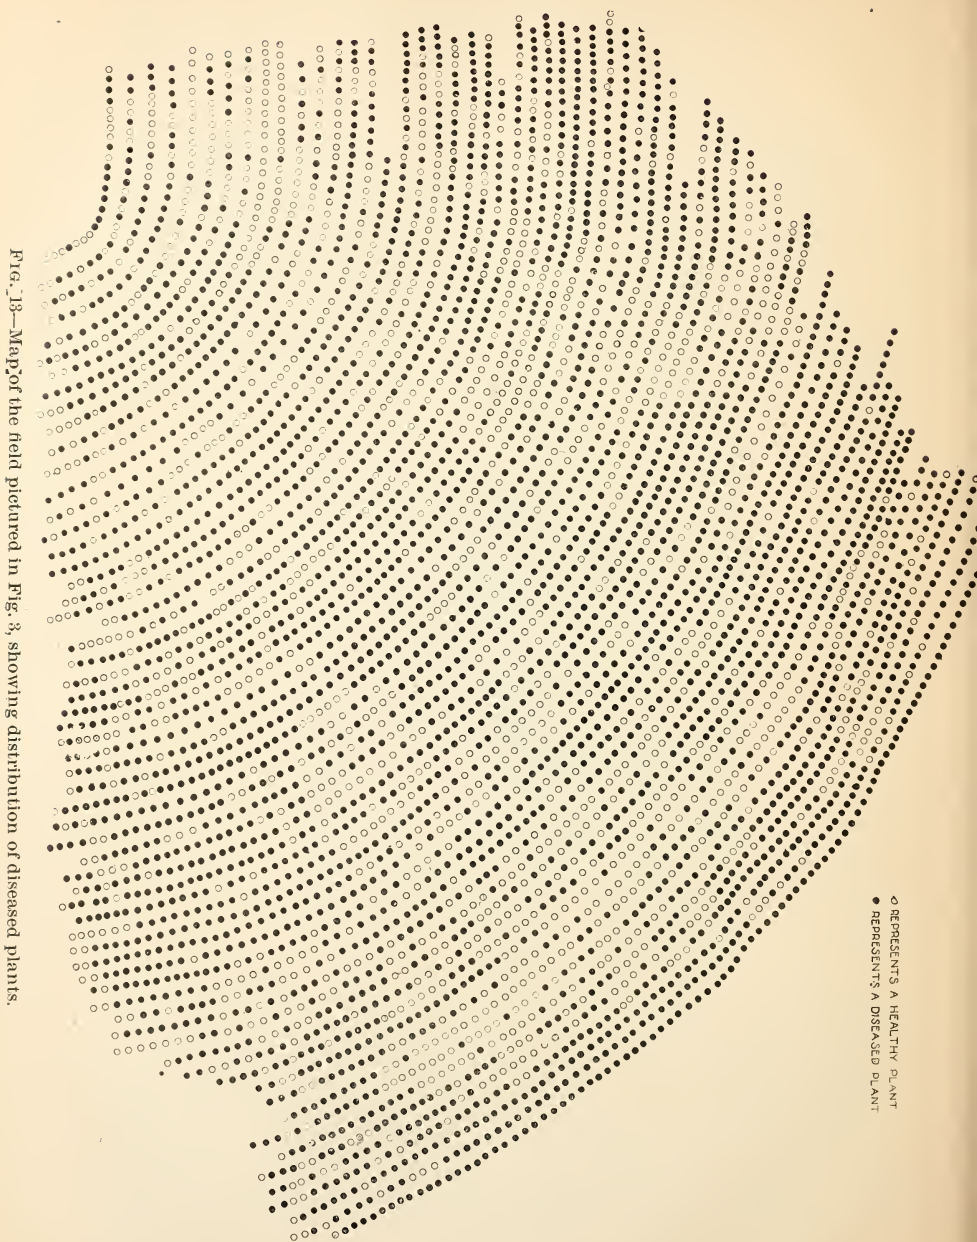 O REPRESENTS A HEALTHY PLANT
● REPRESENTS A DISEASED PLANT
FIG. 13—Map of the field pictured in Fig. 3, showing distribution of diseased plants.